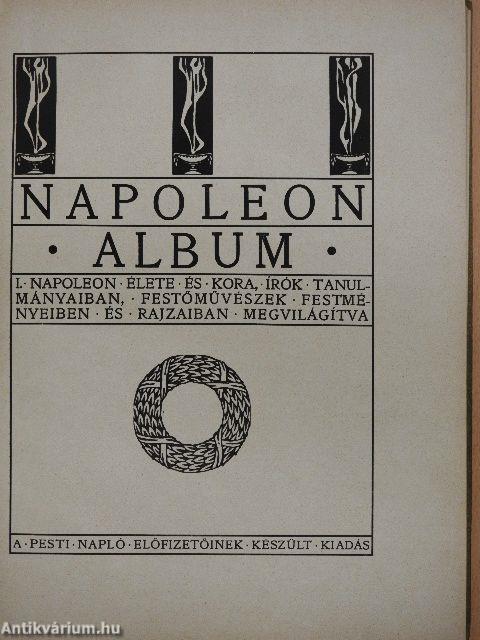 NAPOLEON
· ALBUM ·
I. NAPOLEON · ÉLETE · ÉS · KORA, ÍRÓK · TANUL-
MÁNYAIBAN, · FESTŐMŰVÉSZEK · FESTMÉ-
NYEIBEN · ÉS · RAJZAIBAN · MEGVILÁGÍTVA
A · PESTI · NAPLÓ · ELŐFIZETŐINEK · KÉSZÜLT · KIADÁS
Antikvárium.hu